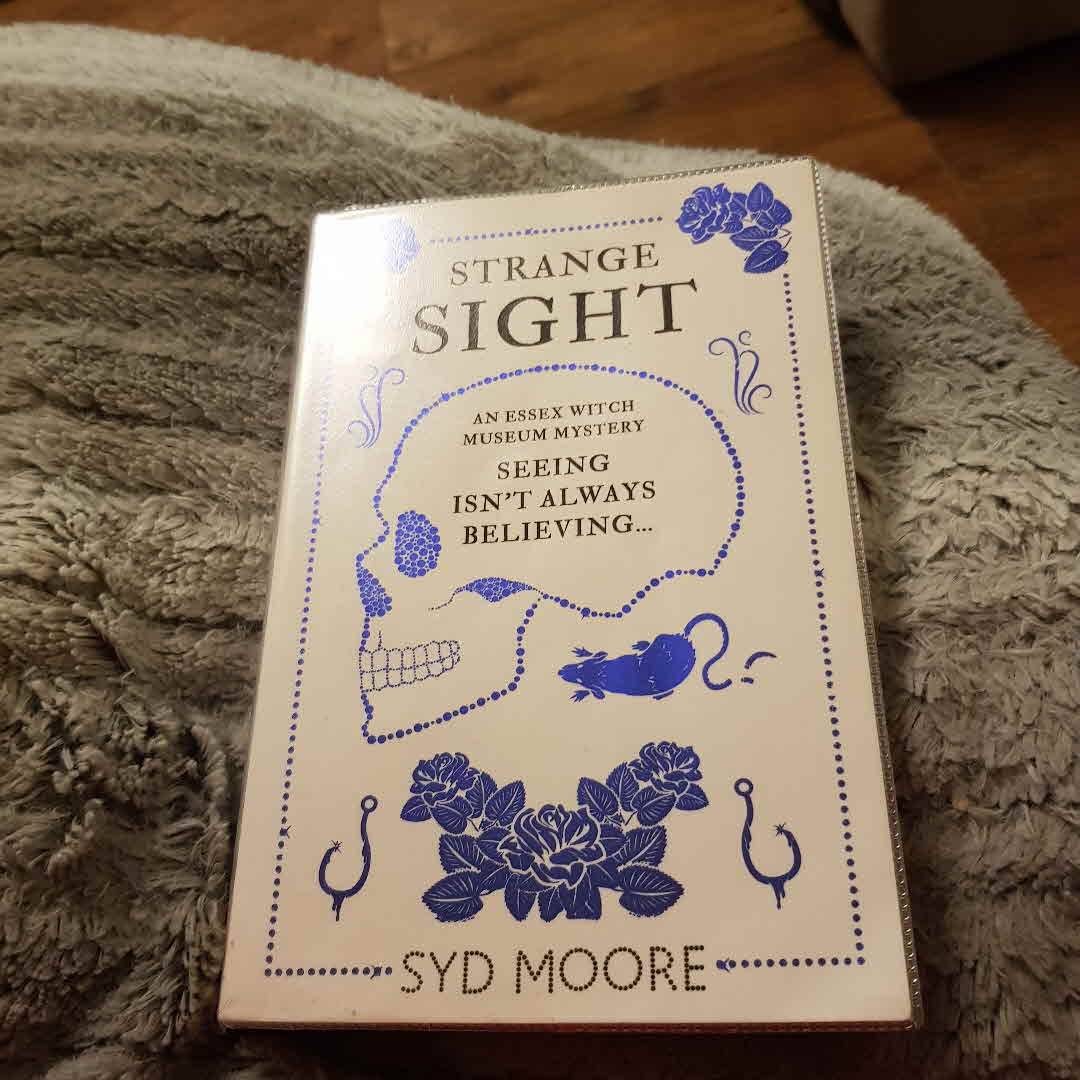 STRANGE
SIGHT
AN ESSEX WITCH
MUSEUM MYSTERY
SEEING
ISN'T ALWAYS
BELIEVING...
SYD MOORE